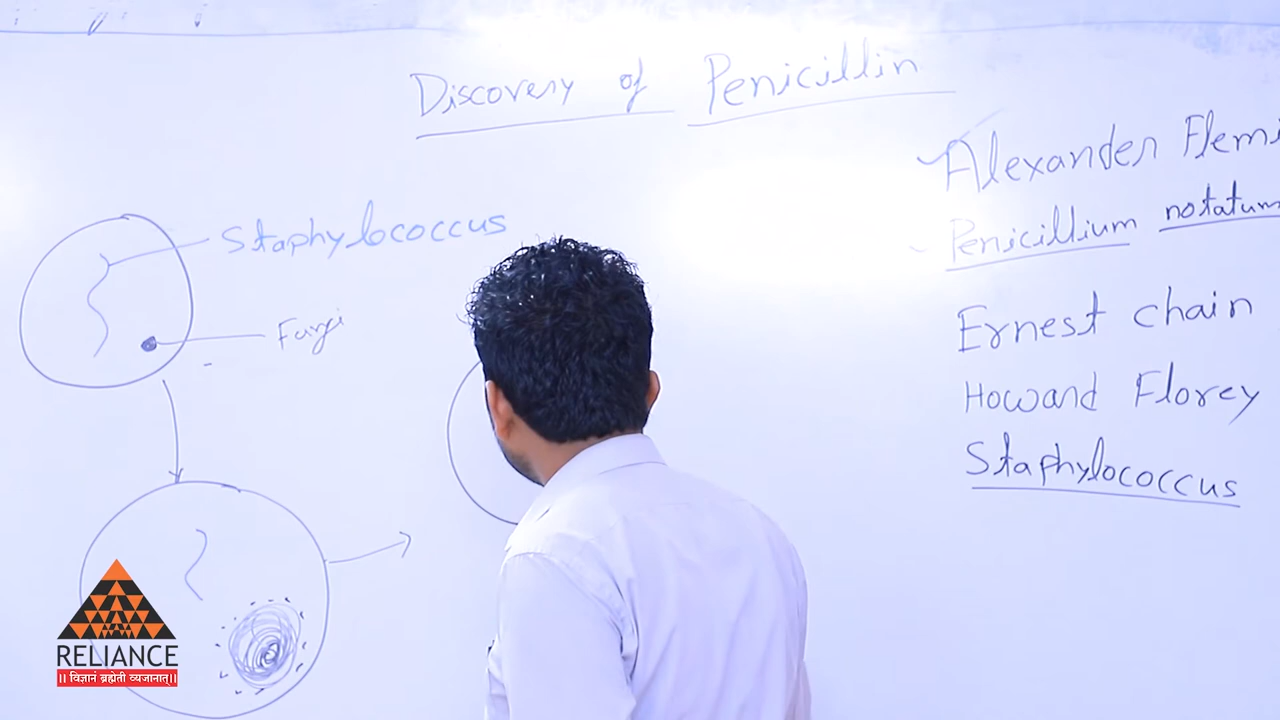 Discovery of Penicillin
Alexander Flemi
Penicillium notatum
Staphylococcus
Fungi
Ernest chain
Howard Florey
Staphylococcus
RELIANCE
।। विज्ञानं ब्रह्मेती व्यजानात्।।